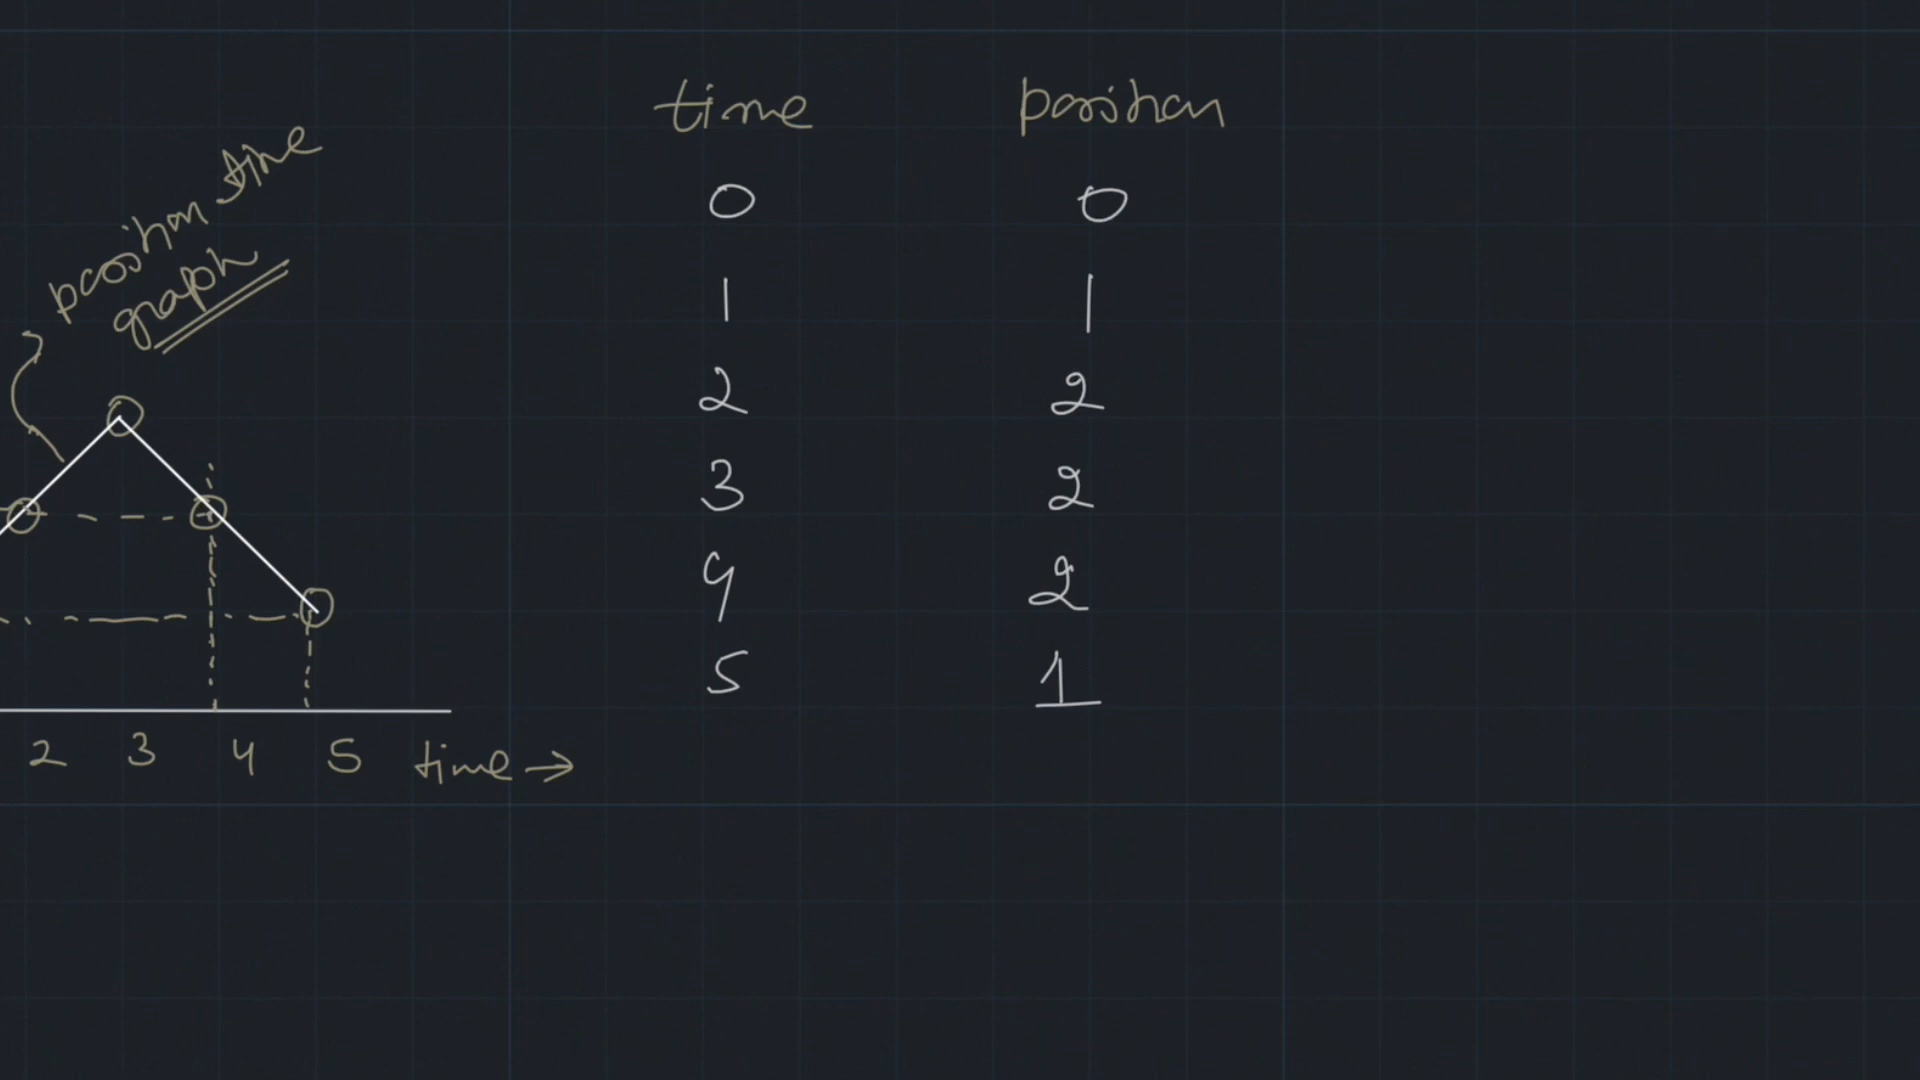 position time
graph
2 3 4 5 time →
time position
0 0
1 1
2 2
3 2
4 2
5 1